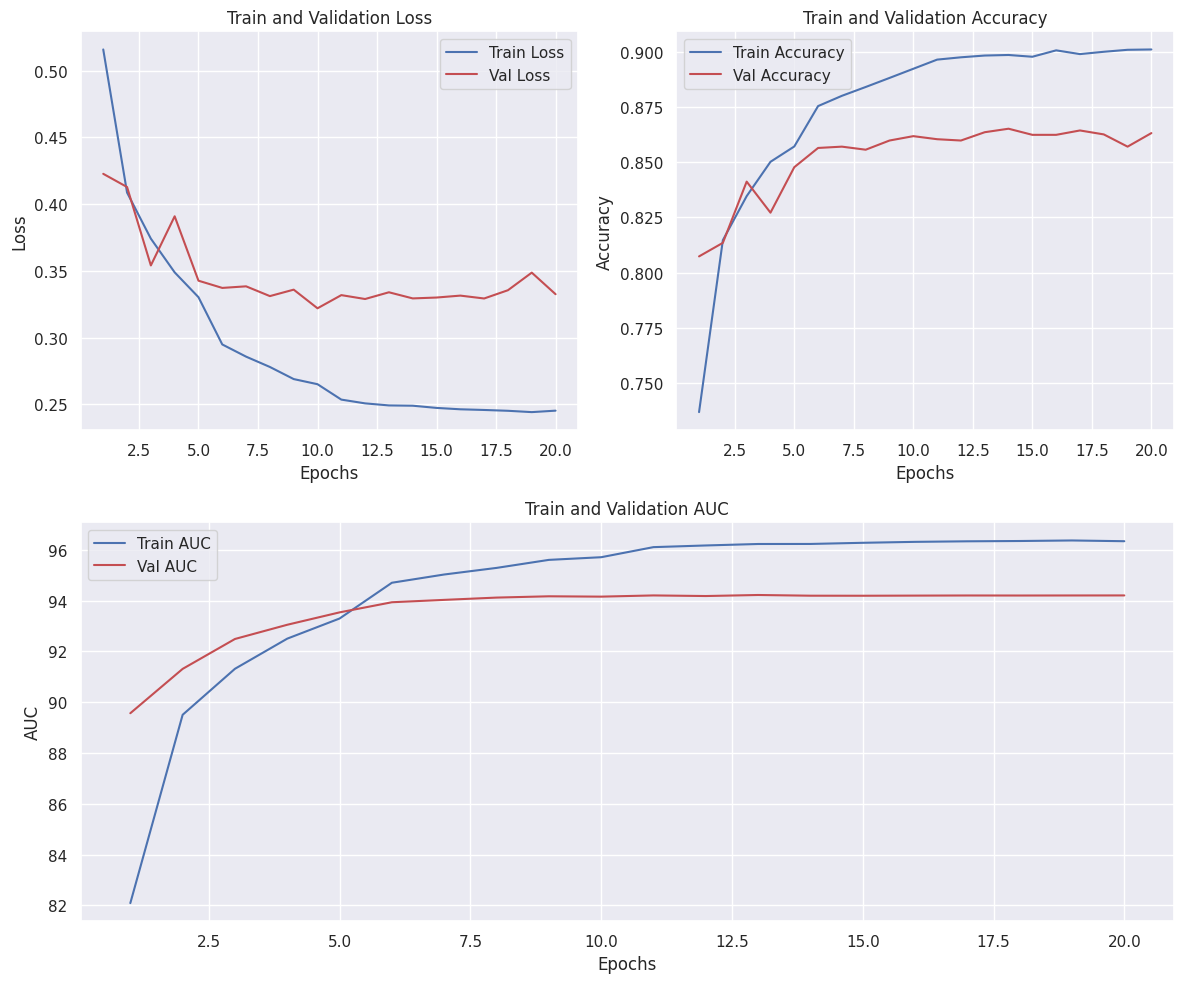 Train and Validation Loss
Train Loss
Val Loss
0.50
0.45
0.40
0.35
0.30
0.25
Loss
2.5 5.0 7.5 10.0 12.5 15.0 17.5 20.0
Epochs
Train and Validation Accuracy
Train Accuracy
Val Accuracy
0.900
0.875
0.850
0.825
0.800
0.775
0.750
Accuracy
2.5 5.0 7.5 10.0 12.5 15.0 17.5 20.0
Epochs
Train and Validation AUC
Train AUC
Val AUC
96
94
92
90
88
86
84
82
AUC
2.5 5.0 7.5 10.0 12.5 15.0 17.5 20.0
Epochs